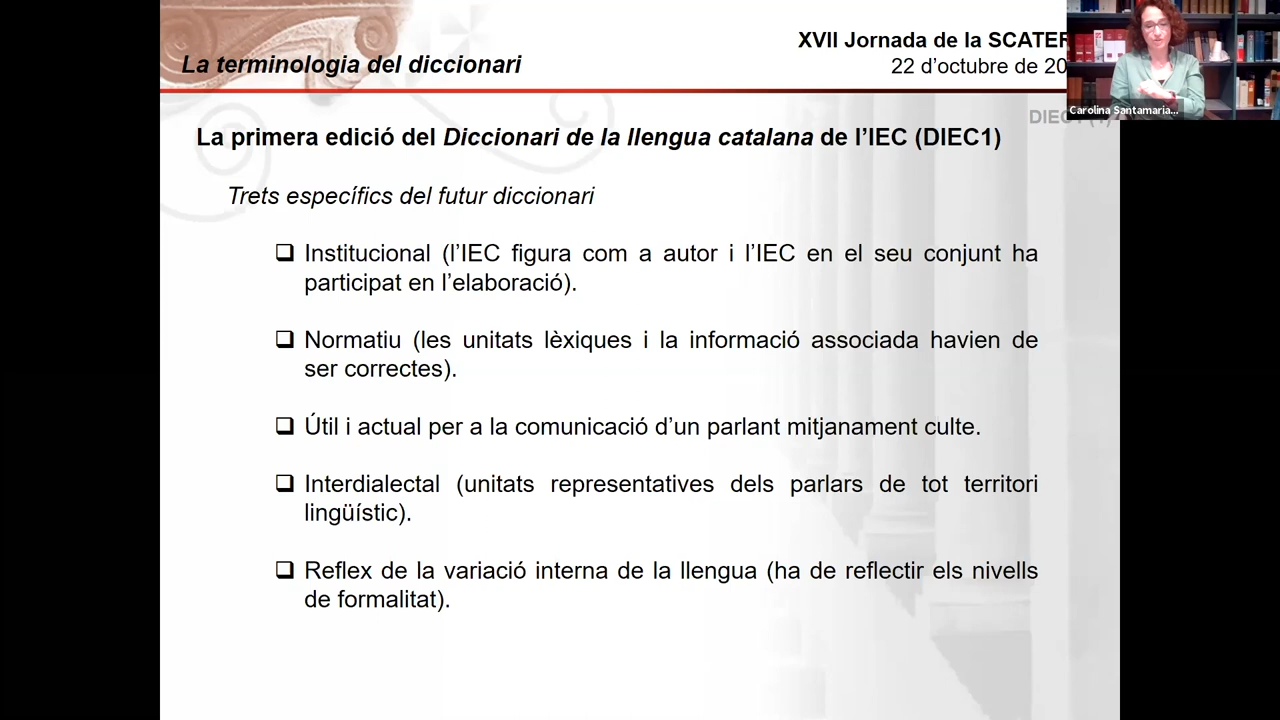 XVII Jornada de la SCATER
La terminologia del diccionari
22 d'octubre de 20
Carolina Santamaria...
La primera edició del Diccionari de la llengua catalana de l'IEC (DIEC1)
Trets específics del futur diccionari
❑ Institucional (l'IEC figura com a autor i l'IEC en el seu conjunt ha
participat en l'elaboració).
❑ Normatiu (les unitats lèxiques i la informació associada havien de
ser correctes).
❑ Útil i actual per a la comunicació d'un parlant mitjanament culte.
❑ Interdialectal (unitats representatives dels parlars de tot territori
lingüístic).
❑ Reflex de la variació interna de la llengua (ha de reflectir els nivells
de formalitat).